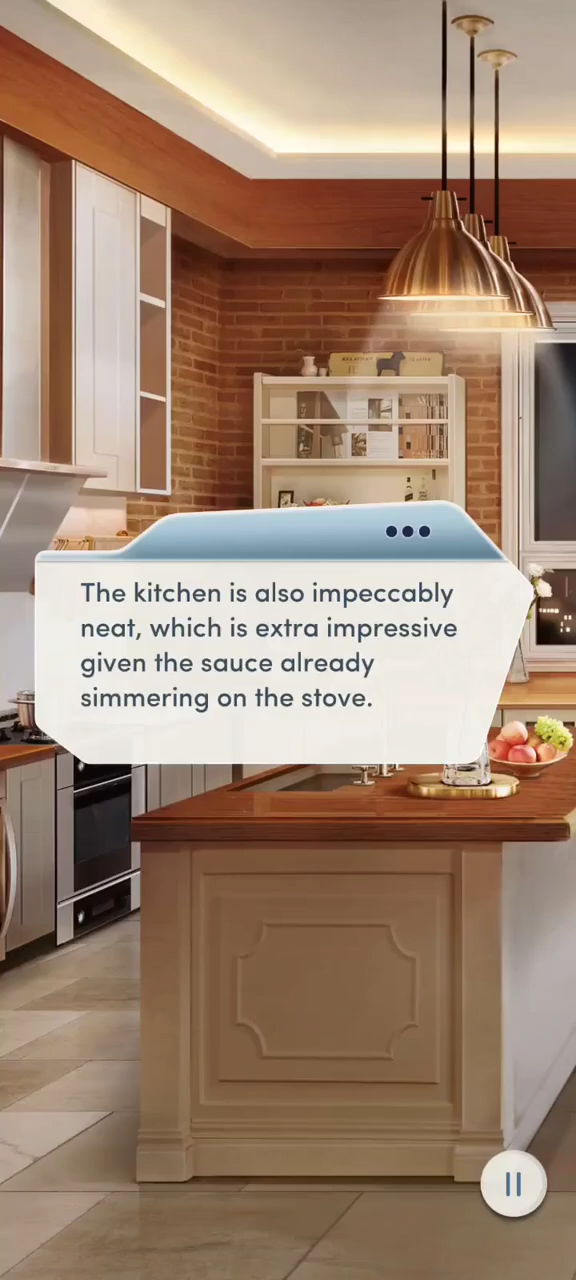 The kitchen is also impeccably
neat, which is extra impressive
given the sauce already
simmering on the stove.